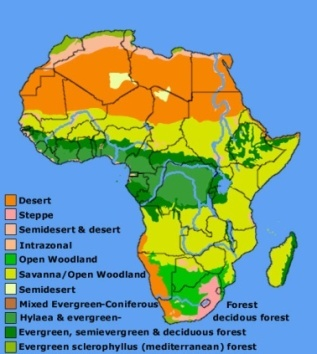 Desert
Steppe
Semidesert & desert
Intrazonal
Open Woodland
Savanna/Open Woodland
Semidesert
Mixed Evergreen-Coniferous Forest
Hylaea & evergreen- decidous forest
Evergreen, semievergreen & deciduous forest
Evergreen sclerophyllus (mediterranean) forest